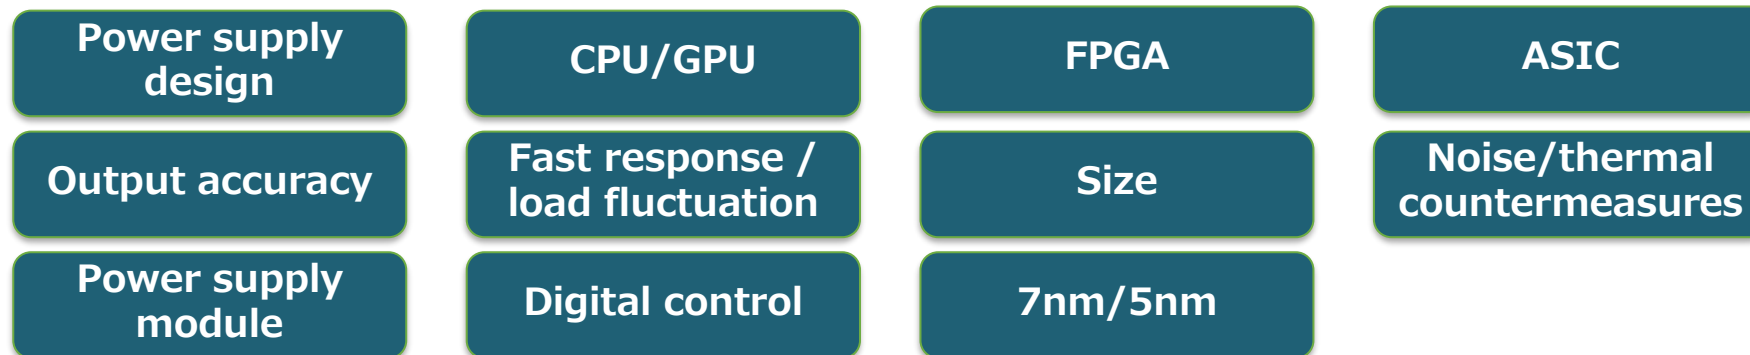 Power supply
design
CPU/GPU
FPGA
ASIC
Output accuracy
Fast response /
load fluctuation
Size
Noise/thermal
countermeasures
Power supply
module
Digital control
7nm/5nm